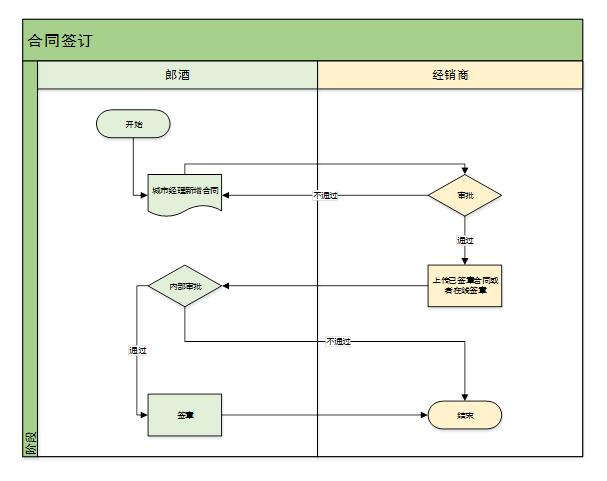 合同签订
郎酒
经销商
开始
城市经理新增合同
不通过
审批
通过
上传已签章合同或
者在线签章
内部审批
通过
不通过
签章
结束
阶段